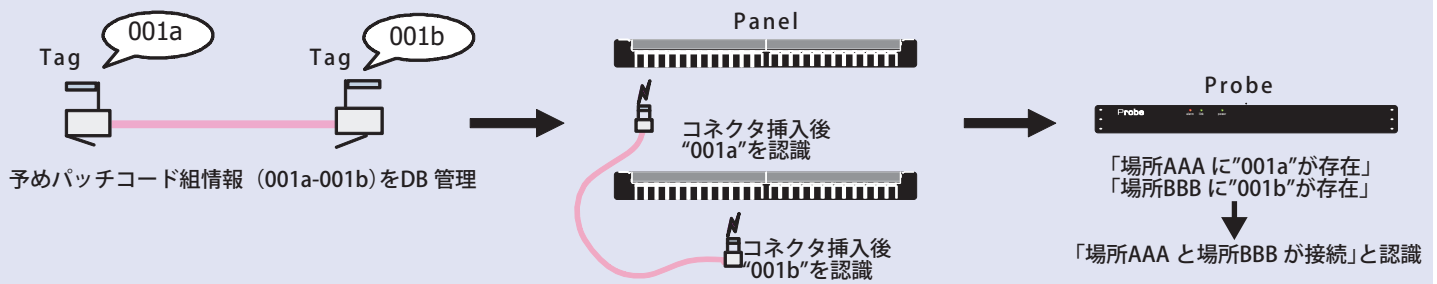 001a
Tag
001b
Tag
予めパッチコード組情報（001a-001b）をDB 管理
Panel
コネクタ挿入後
“001a”を認識
コネクタ挿入後
“001b”を認識
Probe
Probe
「場所AAA に”001a”が存在」
「場所BBB に”001b”が存在」
「場所AAA と場所BBB が接続」と認識